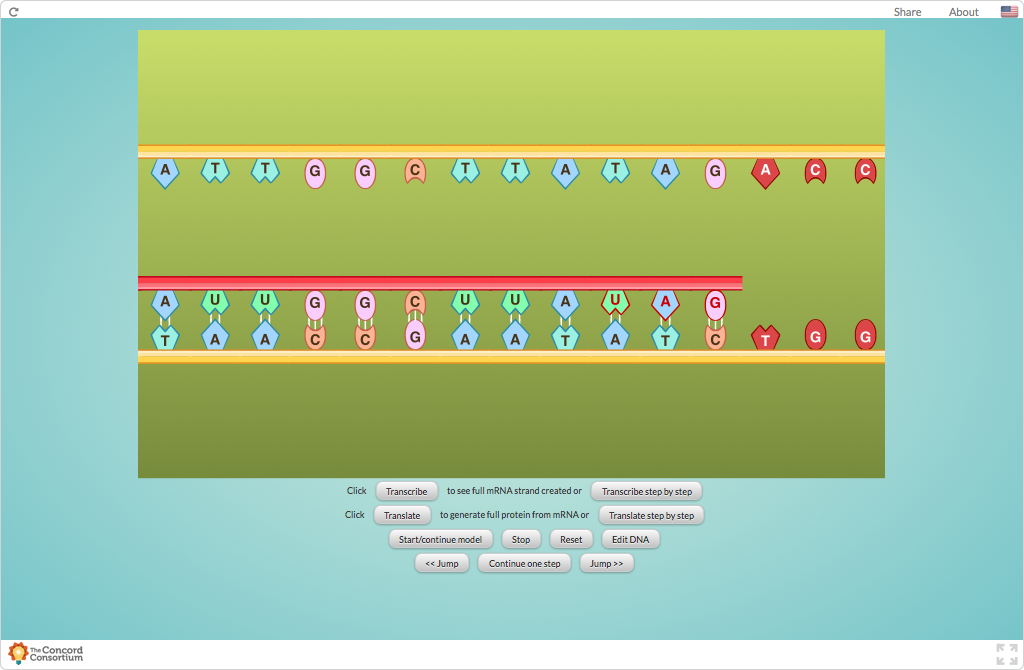 Share About
A T T G G C T T A T A G A C C
A U U G G C U U A U A G
T A A C C G A A T A T C T G G
Click Transcribe to see full mRNA strand created or Transcribe step by step
Click Translate to generate full protein from mRNA or Translate step by step
Start/continue model Stop Reset Edit DNA
<< Jump Continue one step Jump >>
The Concord
Consortium